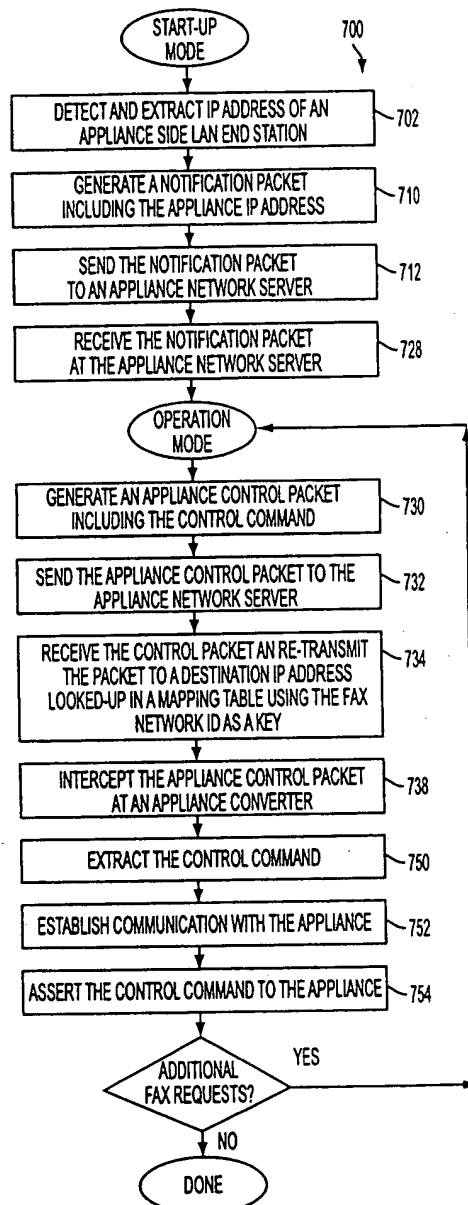 START-UP
MODE
700
DETECT AND EXTRACT IP ADDRESS OF AN
APPLIANCE SIDE LAN END STATION
702
GENERATE A NOTIFICATION PACKET
INCLUDING THE APPLIANCE IP ADDRESS
710
SEND THE NOTIFICATION PACKET
TO AN APPLIANCE NETWORK SERVER
712
RECEIVE THE NOTIFICATION PACKET
AT THE APPLIANCE NETWORK SERVER
728
OPERATION
MODE
GENERATE AN APPLIANCE CONTROL PACKET
INCLUDING THE CONTROL COMMAND
730
SEND THE APPLIANCE CONTROL PACKET TO THE
APPLIANCE NETWORK SERVER
732
RECEIVE THE CONTROL PACKET AN RE-TRANSMIT
THE PACKET TO A DESTINATION IP ADDRESS
LOOKED-UP IN A MAPPING TABLE USING THE FAX
NETWORK ID AS A KEY
734
INTERCEPT THE APPLIANCE CONTROL PACKET
AT AN APPLIANCE CONVERTER
738
EXTRACT THE CONTROL COMMAND
750
ESTABLISH COMMUNICATION WITH THE APPLIANCE
752
ASSERT THE CONTROL COMMAND TO THE APPLIANCE
754
ADDITIONAL
FAX REQUESTS?
YES
NO
DONE